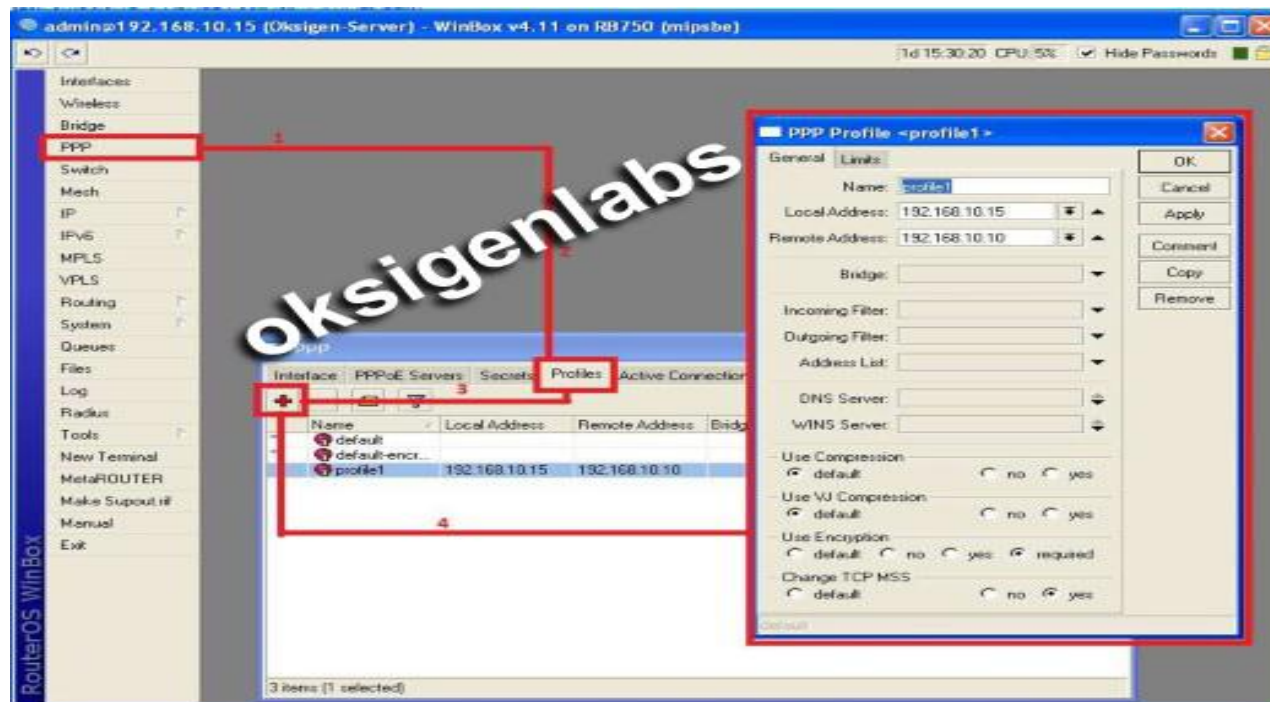 admin@192.168.10.15 (Oksigen-Server) - WinBox v4.11 on RB750 (mipsbe)
1d 15:30:20 CPU: 5% Hide Passwords
Interfaces
Wireless
Bridge
PPP
Switch
Mesh
IP
IPv6
MPLS
VPLS
Routing
System
Queues
Files
Log
Radius
Tools
New Terminal
MetaROUTER
Make Supout.rif
Manual
Exit
RouterOS WinBox
1
2
oksigenlabs
PPP
Interface PPPoE Servers Secrets Profiles Active Connection
3
Name Local Address Remote Address Bridg
default
default-encr...
profile1 192.168.10.15 192.168.10.10
4
3 items (1 selected)
PPP Profile <profile1>
General Limits
Name: profile1
Local Address: 192.168.10.15
Remote Address: 192.168.10.10
Bridge:
Incoming Filter:
Outgoing Filter:
Address List:
DNS Server:
WINS Server:
Use Compression
default no yes
Use VJ Compression
default no yes
Use Encryption
default no yes required
Change TCP MSS
default no yes
default
OK
Cancel
Apply
Comment
Copy
Remove